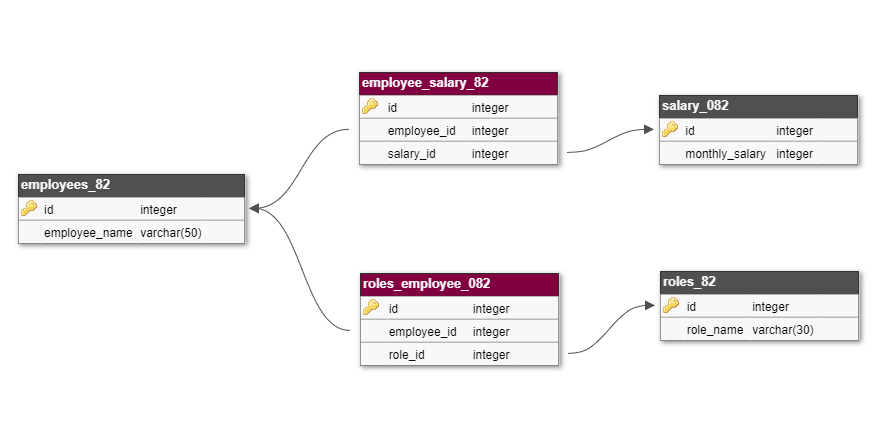 employee_salary_82
id integer
employee_id integer
salary_id integer
salary_082
id integer
monthly_salary integer
employees_82
id integer
employee_name varchar(50)
roles_employee_082
id integer
employee_id integer
role_id integer
roles_82
id integer
role_name varchar(30)